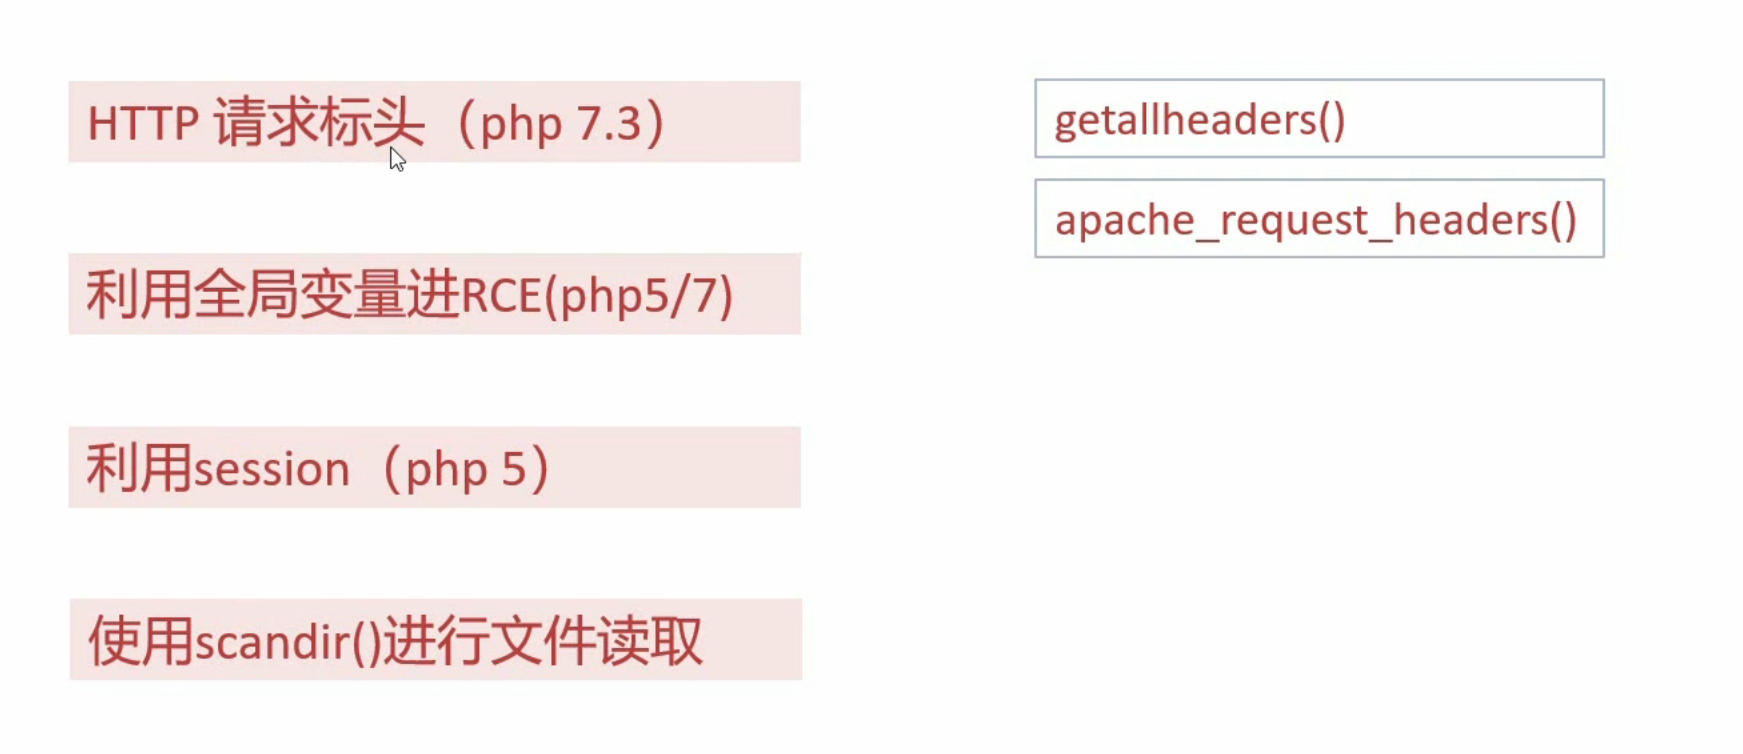 HTTP 请求标头（php 7.3）
getallheaders()
apache_request_headers()
利用全局变量进RCE(php5/7)
利用session（php 5）
使用scandir()进行文件读取